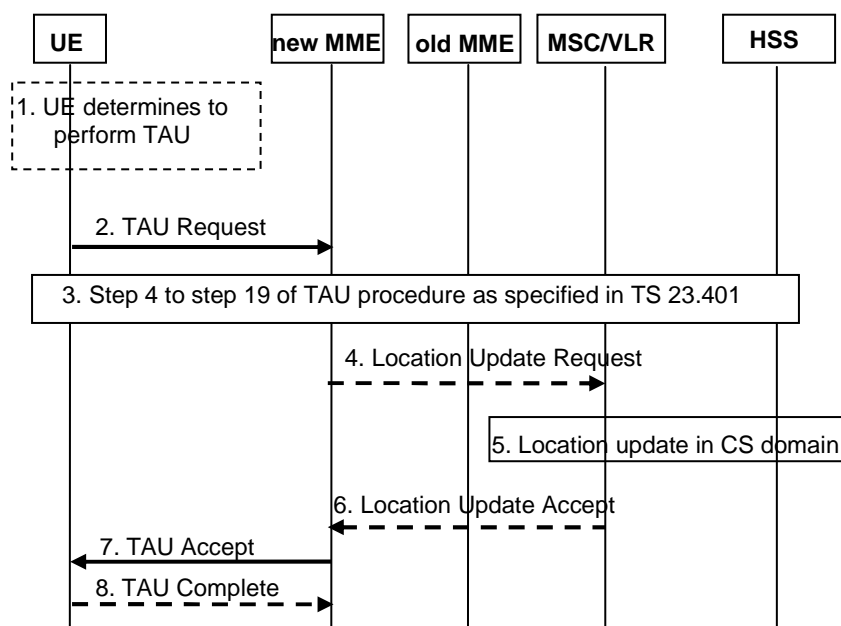 UE
new MME
old MME
MSC/VLR
HSS
1. UE determines to
perform TAU
2. TAU Request
3. Step 4 to step 19 of TAU procedure as specified in TS 23.401
4. Location Update Request
5. Location update in CS domain
6. Location Update Accept
7. TAU Accept
8. TAU Complete